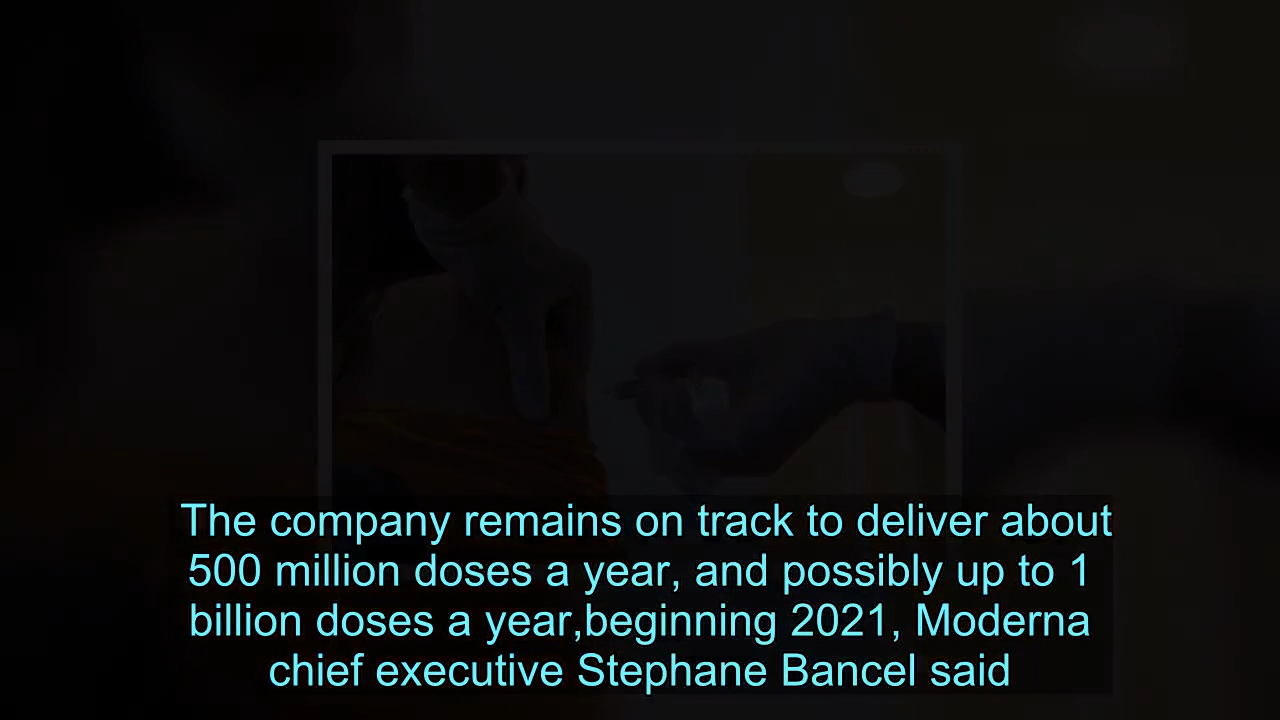 The company remains on track to deliver about
500 million doses a year, and possibly up to 1
billion doses a year,beginning 2021, Moderna
chief executive Stephane Bancel said